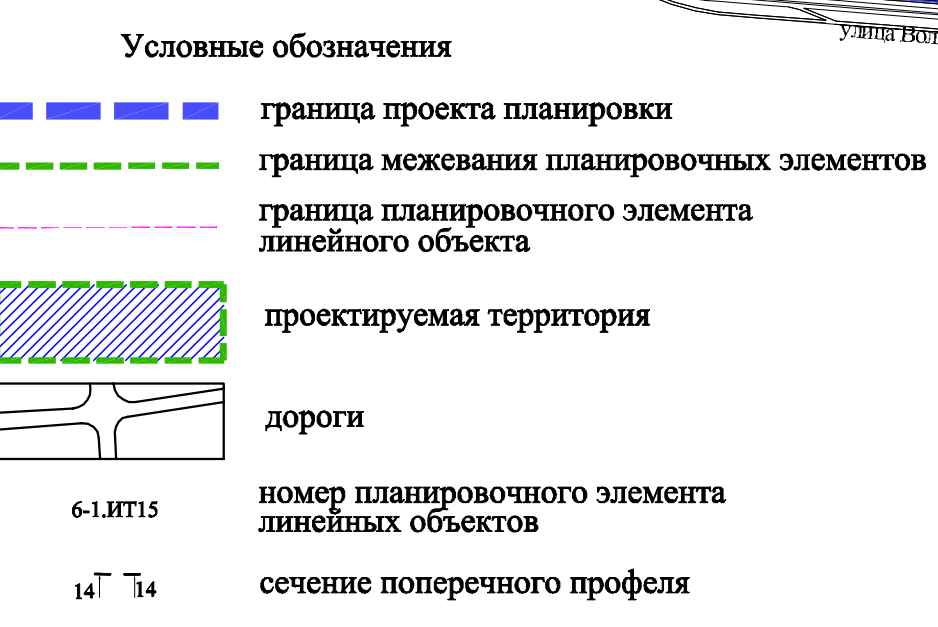 улица Вол
Условные обозначения
граница проекта планировки
граница межевания планировочных элементов
граница планировочного элемента
линейного объекта
проектируемая территория
дороги
6-1.ИТ15
номер планировочного элемента
линейных объектов
14 14
сечение поперечного профеля